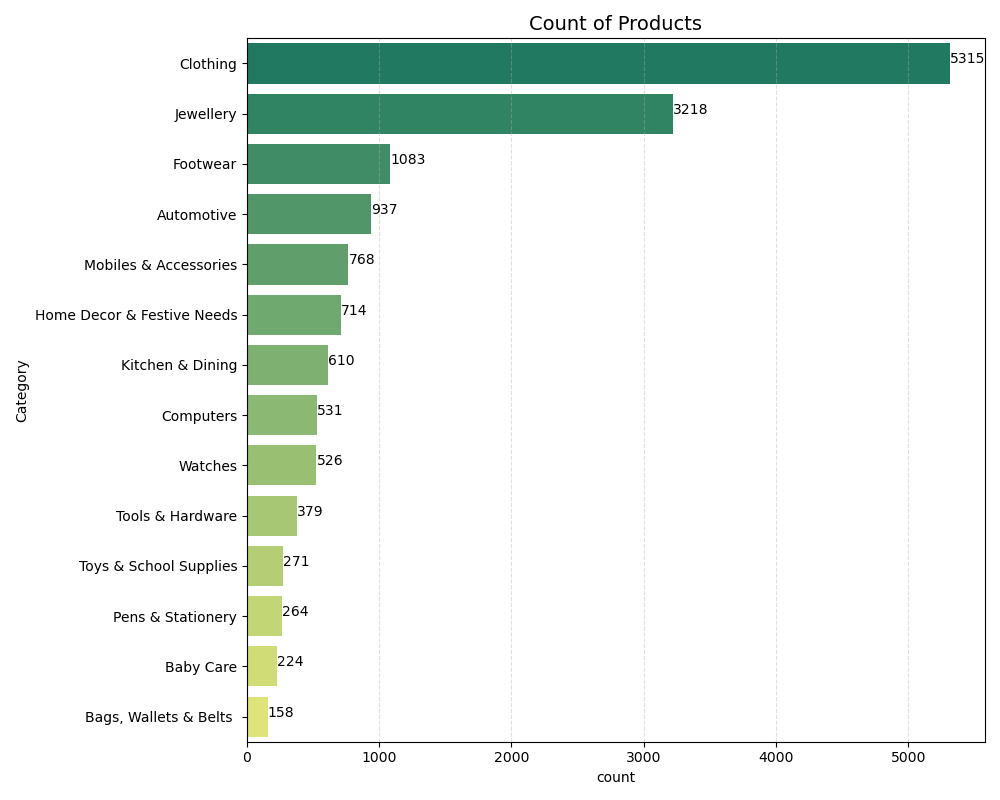 Count of Products
Category
Clothing 5315
Jewellery 3218
Footwear 1083
Automotive 937
Mobiles & Accessories 768
Home Decor & Festive Needs 714
Kitchen & Dining 610
Computers 531
Watches 526
Tools & Hardware 379
Toys & School Supplies 271
Pens & Stationery 264
Baby Care 224
Bags, Wallets & Belts 158
0 1000 2000 3000 4000 5000
count